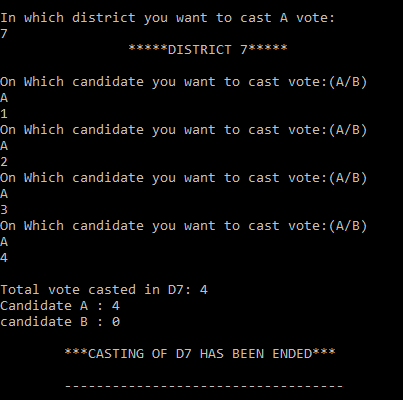 In which district you want to cast A vote:
7
*****DISTRICT 7*****
On Which candidate you want to cast vote:(A/B)
A
1
On Which candidate you want to cast vote:(A/B)
A
2
On Which candidate you want to cast vote:(A/B)
A
3
On Which candidate you want to cast vote:(A/B)
A
4
Total vote casted in D7: 4
Candidate A : 4
candidate B : 0
***CASTING OF D7 HAS BEEN ENDED***
-----------------------------------